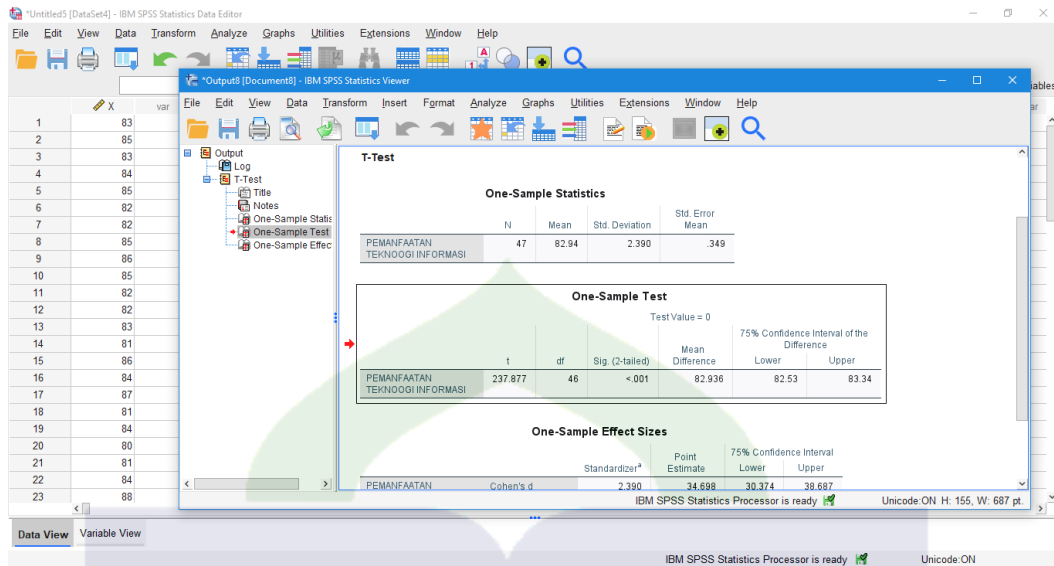 *Untitled5 [DataSet4] - IBM SPSS Statistics Data Editor
File Edit View Data Transform Analyze Graphs Utilities Extensions Window Help
*Output8 [Document8] - IBM SPSS Statistics Viewer
File Edit View Data Transform Insert Format Analyze Graphs Utilities Extensions Window Help
X var
1 83
2 85
3 83
4 84
5 85
6 82
7 82
8 85
9 86
10 85
11 82
12 82
13 83
14 81
15 86
16 84
17 87
18 81
19 84
20 80
21 81
22 84
23 88
Output
Log
T-Test
Title
Notes
One-Sample Statis
One-Sample Test
One-Sample Effec
T-Test
One-Sample Statistics
N Mean Std. Deviation Std. Error Mean
PEMANFAATAN TEKNOOGI INFORMASI 47 82.94 2.390 .349
One-Sample Test
Test Value = 0
75% Confidence Interval of the Difference
t df Sig. (2-tailed) Mean Difference Lower Upper
PEMANFAATAN TEKNOOGI INFORMASI 237.877 46 <.001 82.936 82.53 83.34
One-Sample Effect Sizes
75% Confidence Interval
Standardizer a Point Estimate Lower Upper
PEMANFAATAN Cohen's d 2.390 34.698 30.374 38.687
IBM SPSS Statistics Processor is ready Unicode:ON H: 155, W: 687 pt.
Data View Variable View
IBM SPSS Statistics Processor is ready Unicode:ON